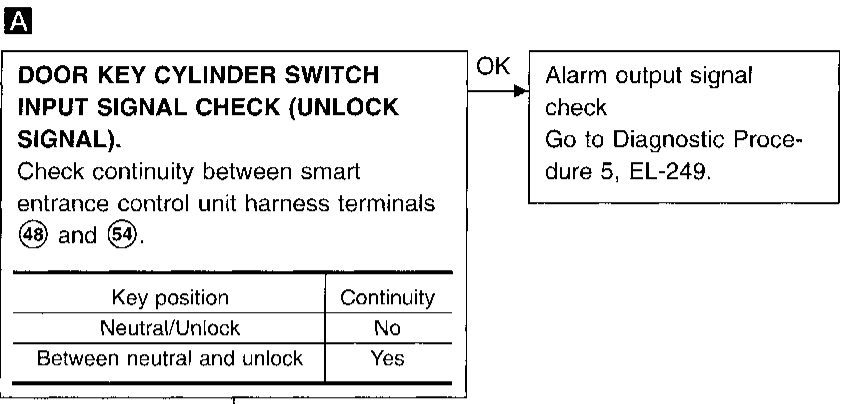 A
DOOR KEY CYLINDER SWITCH
INPUT SIGNAL CHECK (UNLOCK
SIGNAL).
Check continuity between smart
entrance control unit harness terminals
48 and 54.
Key position Continuity
Neutral/Unlock No
Between neutral and unlock Yes
OK
Alarm output signal
check
Go to Diagnostic Proce-
dure 5, EL-249.